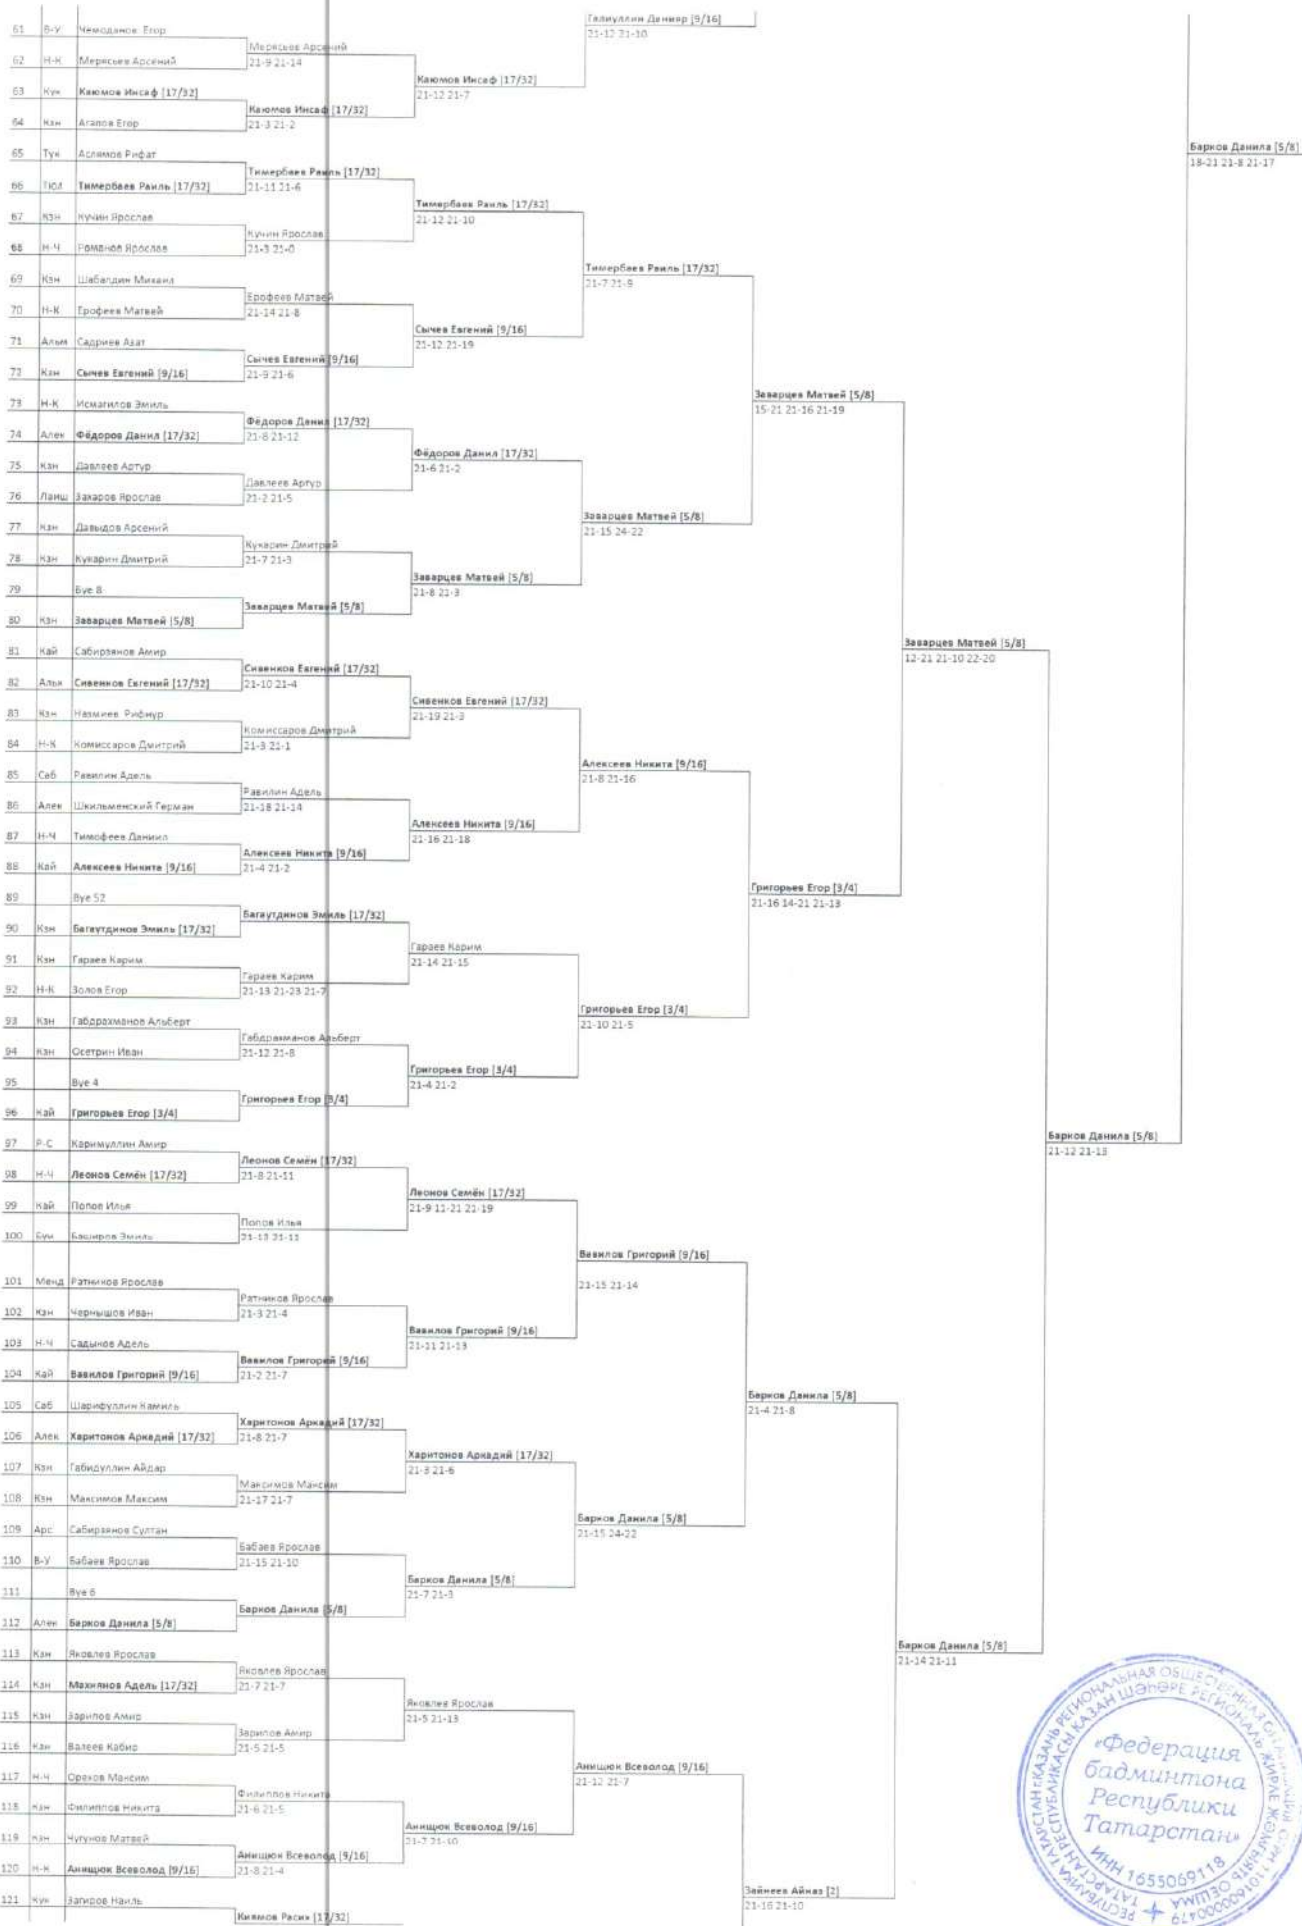 Галиуллин Данияр [9/16]
21-12 21-10
61 В-У Чемоданов Егор
Мерясьев Арсений
21-9 21-14
62 Н-К Мерясьев Арсений
Каюмов Инсаф [17/32]
21-12 21-7
63 Кук Каюмов Инсаф [17/32]
Каюмов Инсаф [17/32]
21-3 21-2
64 Кзн Агапов Егор
Барков Данила [5/8]
18-21 21-8 21-17
65 Тук Аслямов Рифат
Тимербаев Раиль [17/32]
21-11 21-6
66 Тюл Тимербаев Раиль [17/32]
Тимербаев Раиль [17/32]
21-12 21-10
67 Кзн Кучин Ярослав
Кучин Ярослав
21-3 21-0
68 Н-Ч Романов Ярослав
Тимербаев Раиль [17/32]
21-7 21-9
69 Кзн Шабалдин Михаил
Ерофеев Матвей
21-14 21-8
70 Н-К Ерофеев Матвей
Сычев Евгений [9/16]
21-12 21-19
71 Альм Садриев Азат
Сычев Евгений [9/16]
21-9 21-6
72 Кзн Сычев Евгений [9/16]
Заварцев Матвей [5/8]
15-21 21-16 21-19
73 Н-К Исмагилов Эмиль
Фёдоров Данил [17/32]
21-8 21-12
74 Алек Фёдоров Данил [17/32]
Фёдоров Данил [17/32]
21-6 21-2
75 Кзн Давлеев Артур
Давлеев Артур
21-2 21-5
76 Лаиш Захаров Ярослав
Заварцев Матвей [5/8]
21-15 24-22
77 Кзн Давыдов Арсений
Кукарин Дмитрий
21-7 21-3
78 Кзн Кукарин Дмитрий
Заварцев Матвей [5/8]
21-8 21-3
79 Bye 8
Заварцев Матвей [5/8]
80 Кзн Заварцев Матвей [5/8]
Заварцев Матвей [5/8]
12-21 21-10 22-20
81 Кай Сабирзянов Амир
Сивенков Евгений [17/32]
21-10 21-4
82 Альк Сивенков Евгений [17/32]
Сивенков Евгений [17/32]
21-19 21-3
83 Кзн Назмиев Рифнур
Комиссаров Дмитрий
21-3 21-1
84 Н-К Комиссаров Дмитрий
Алексеев Никита [9/16]
21-8 21-16
85 Саб Равилин Адель
Равилин Адель
21-18 21-14
86 Алек Шкильменский Герман
Алексеев Никита [9/16]
21-16 21-18
87 Н-Ч Тимофеев Даниил
Алексеев Никита [9/16]
21-4 21-2
88 Кай Алексеев Никита [9/16]
Григорьев Егор [3/4]
21-16 14-21 21-13
89 Bye 52
Багаутдинов Эмиль [17/32]
90 Кзн Багаутдинов Эмиль [17/32]
Гараев Карим
21-14 21-15
91 Кзн Гараев Карим
Гараев Карим
21-13 21-23 21-7
92 Н-К Золов Егор
Григорьев Егор [3/4]
21-10 21-5
93 Кзн Габдрахманов Альберт
Габдрахманов Альберт
21-12 21-8
94 Кзн Осетрин Иван
Григорьев Егор [3/4]
21-4 21-2
95 Bye 4
Григорьев Егор [3/4]
96 Кай Григорьев Егор [3/4]
Барков Данила [5/8]
21-12 21-13
97 Р-С Каримуллин Амир
Леонов Семён [17/32]
21-8 21-11
98 Н-Ч Леонов Семён [17/32]
Леонов Семён [17/32]
21-9 11-21 21-19
99 Кай Попов Илья
Попов Илья
21-13 21-11
100 Бум Баширов Эмиль
Вавилов Григорий [9/16]
21-15 21-14
101 Менд Ратников Ярослав
Ратников Ярослав
21-3 21-4
102 Кзн Чернышов Иван
Вавилов Григорий [9/16]
21-11 21-13
103 Н-Ч Садыков Адель
Вавилов Григорий [9/16]
21-2 21-7
104 Кай Вавилов Григорий [9/16]
Барков Данила [5/8]
21-4 21-8
105 Саб Шарифуллин Камиль
Харитонов Аркадий [17/32]
21-8 21-7
106 Алек Харитонов Аркадий [17/32]
Харитонов Аркадий [17/32]
21-3 21-6
107 Кзн Габидуллин Айдар
Максимов Максим
21-17 21-7
108 Кзн Максимов Максим
Барков Данила [5/8]
21-15 24-22
109 Арс Сабирзянов Султан
Бабаев Ярослав
21-15 21-10
110 В-У Бабаев Ярослав
Барков Данила [5/8]
21-7 21-3
111 Bye 6
Барков Данила [5/8]
112 Алек Барков Данила [5/8]
Барков Данила [5/8]
21-14 21-11
113 Кзн Яковлев Ярослав
Яковлев Ярослав
21-7 21-7
114 Кзн Махиянов Адель [17/32]
Яковлев Ярослав
21-5 21-13
115 Кзн Зарипов Амир
Зарипов Амир
21-5 21-5
116 Кзн Валеев Кабир
Анищюк Всеволод [9/16]
21-12 21-7
117 Н-Ч Орехов Максим
Филиппов Никита
21-6 21-5
118 Кзн Филиппов Никита
Анищюк Всеволод [9/16]
21-7 21-10
119 Кзн Чугунов Матвей
Анищюк Всеволод [9/16]
21-8 21-4
120 Н-К Анищюк Всеволод [9/16]
Зайнеев Айназ [2]
21-16 21-10
121 Кук Загиров Наиль
Киямов Расих [17/32]
«Федерация
бадминтона
Республики
Татарстан»
ИНН 1655069118